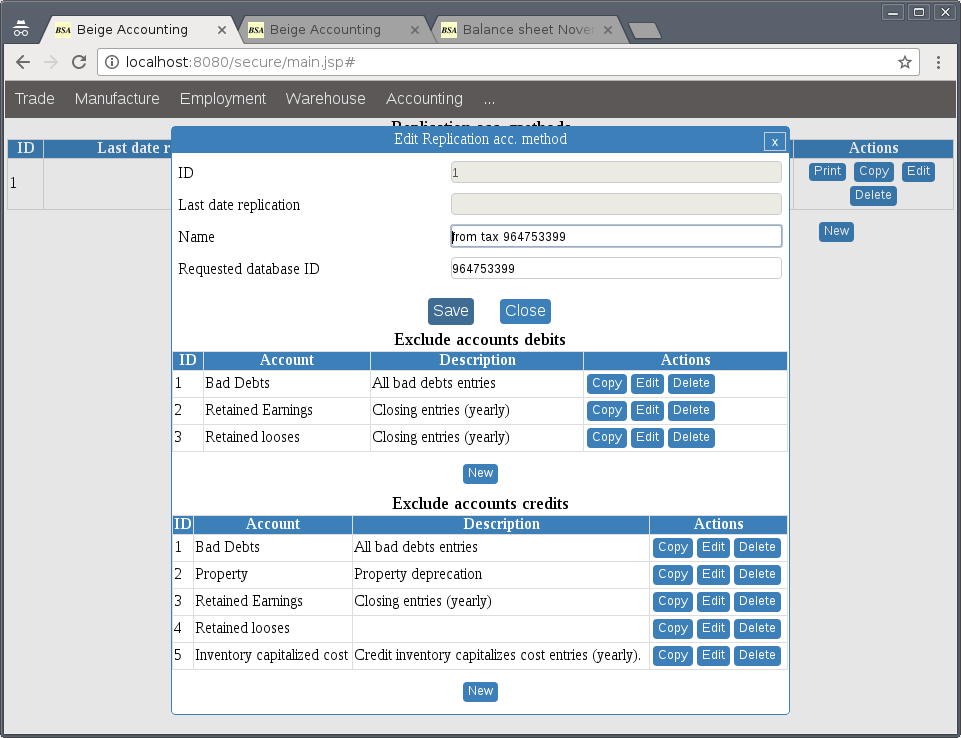 BSA Beige Accounting x BSA Beige Accounting x BSA Balance sheet Nover x
localhost:8080/secure/main.jsp#
Trade Manufacture Employment Warehouse Accounting ...
Replication acc. methods
ID Last date r Actions
1 Print Copy Edit
Delete
New
Edit Replication acc. method x
ID 1
Last date replication
Name from tax 964753399
Requested database ID 964753399
Save Close
Exclude accounts debits
ID Account Description Actions
1 Bad Debts All bad debts entries Copy Edit Delete
2 Retained Earnings Closing entries (yearly) Copy Edit Delete
3 Retained looses Closing entries (yearly) Copy Edit Delete
New
Exclude accounts credits
ID Account Description Actions
1 Bad Debts All bad debts entries Copy Edit Delete
2 Property Property deprecation Copy Edit Delete
3 Retained Earnings Closing entries (yearly) Copy Edit Delete
4 Retained looses Copy Edit Delete
5 Inventory capitalized cost Credit inventory capitalizes cost entries (yearly). Copy Edit Delete
New